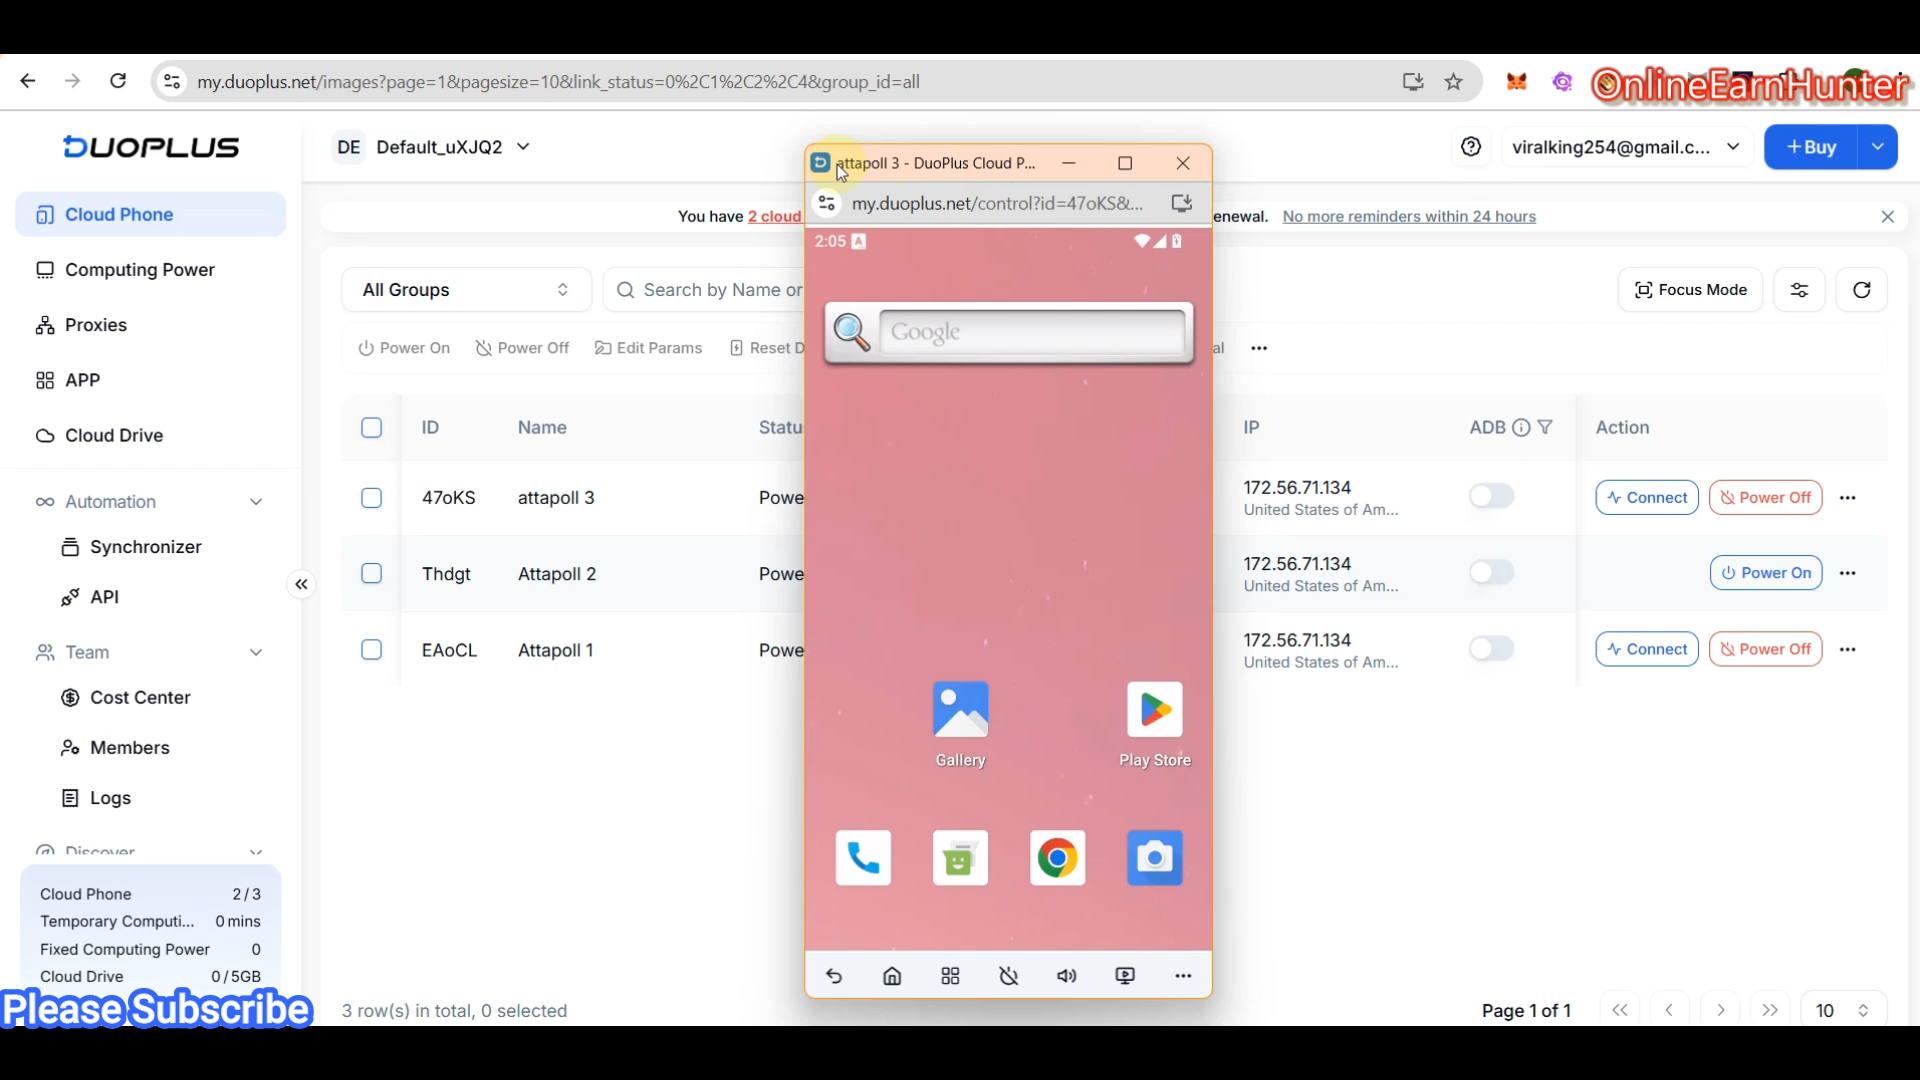 my.duoplus.net/images?page=1&pagesize=10&link_status=0%2C1%2C2%2C4&group_id=all
OnlineEarnHunter
DUOPLUS
DE Default_uXJQ2
viralking254@gmail.c...
+Buy
Cloud Phone
Computing Power
Proxies
APP
Cloud Drive
Automation
Synchronizer
API
Team
Cost Center
Members
Logs
Discover
Cloud Phone 2 / 3
Temporary Computi... 0 mins
Fixed Computing Power 0
Cloud Drive 0 / 5GB
Please Subscribe
You have 2 cloud
enewal. No more reminders within 24 hours
All Groups
Search by Name or
Focus Mode
Power On Power Off Edit Params Reset D
al ...
ID Name Statu IP ADB Action
47oKS attapoll 3 Powe 172.56.71.134 Connect Power Off ...
United States of Am...
Thdgt Attapoll 2 Powe 172.56.71.134 Power On ...
United States of Am...
EAoCL Attapoll 1 Powe 172.56.71.134 Connect Power Off ...
United States of Am...
3 row(s) in total, 0 selected
Page 1 of 1
10
attapoll 3 - DuoPlus Cloud P...
my.duoplus.net/control?id=47oKS&...
2:05 A
Google
Gallery
Play Store